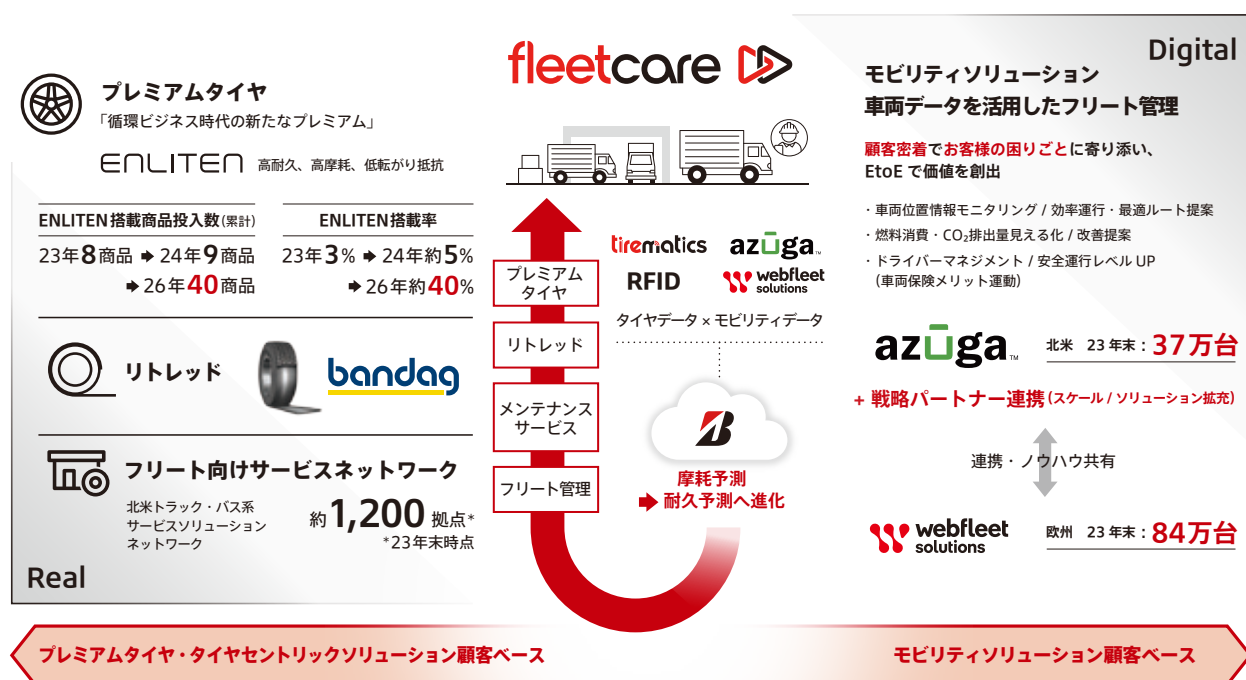 Real
プレミアムタイヤ
「循環ビジネス時代の新たなプレミアム」
ENLITEN 高耐久、高摩耗、低転がり抵抗
ENLITEN搭載商品投入数(累計)
23年8商品 ➡ 24年9商品
➡ 26年40商品
ENLITEN搭載率
23年3% ➡ 24年約5%
➡ 26年約40%
リトレッド
bandag
フリート向けサービスネットワーク
北米トラック・バス系
サービスソリューション
ネットワーク
約1,200 拠点*
*23年末時点
fleetcare
プレミアム
タイヤ
リトレッド
メンテナンス
サービス
フリート管理
tirematics
azūga™
RFID
webfleet
solutions
タイヤデータ × モビリティデータ
摩耗予測
➡ 耐久予測へ進化
Digital
モビリティソリューション
車両データを活用したフリート管理
顧客密着でお客様の困りごとに寄り添い、
EtoE で価値を創出
・車両位置情報モニタリング / 効率運行・最適ルート提案
・燃料消費・CO₂排出量見える化 / 改善提案
・ドライバーマネジメント / 安全運行レベル UP
（車両保険メリット運動）
azūga™
北米 23 年末：37万台
+ 戦略パートナー連携(スケール / ソリューション拡充)
連携・ノウハウ共有
webfleet
solutions
欧州 23 年末：84万台
プレミアムタイヤ・タイヤセントリックソリューション顧客ベース
モビリティソリューション顧客ベース